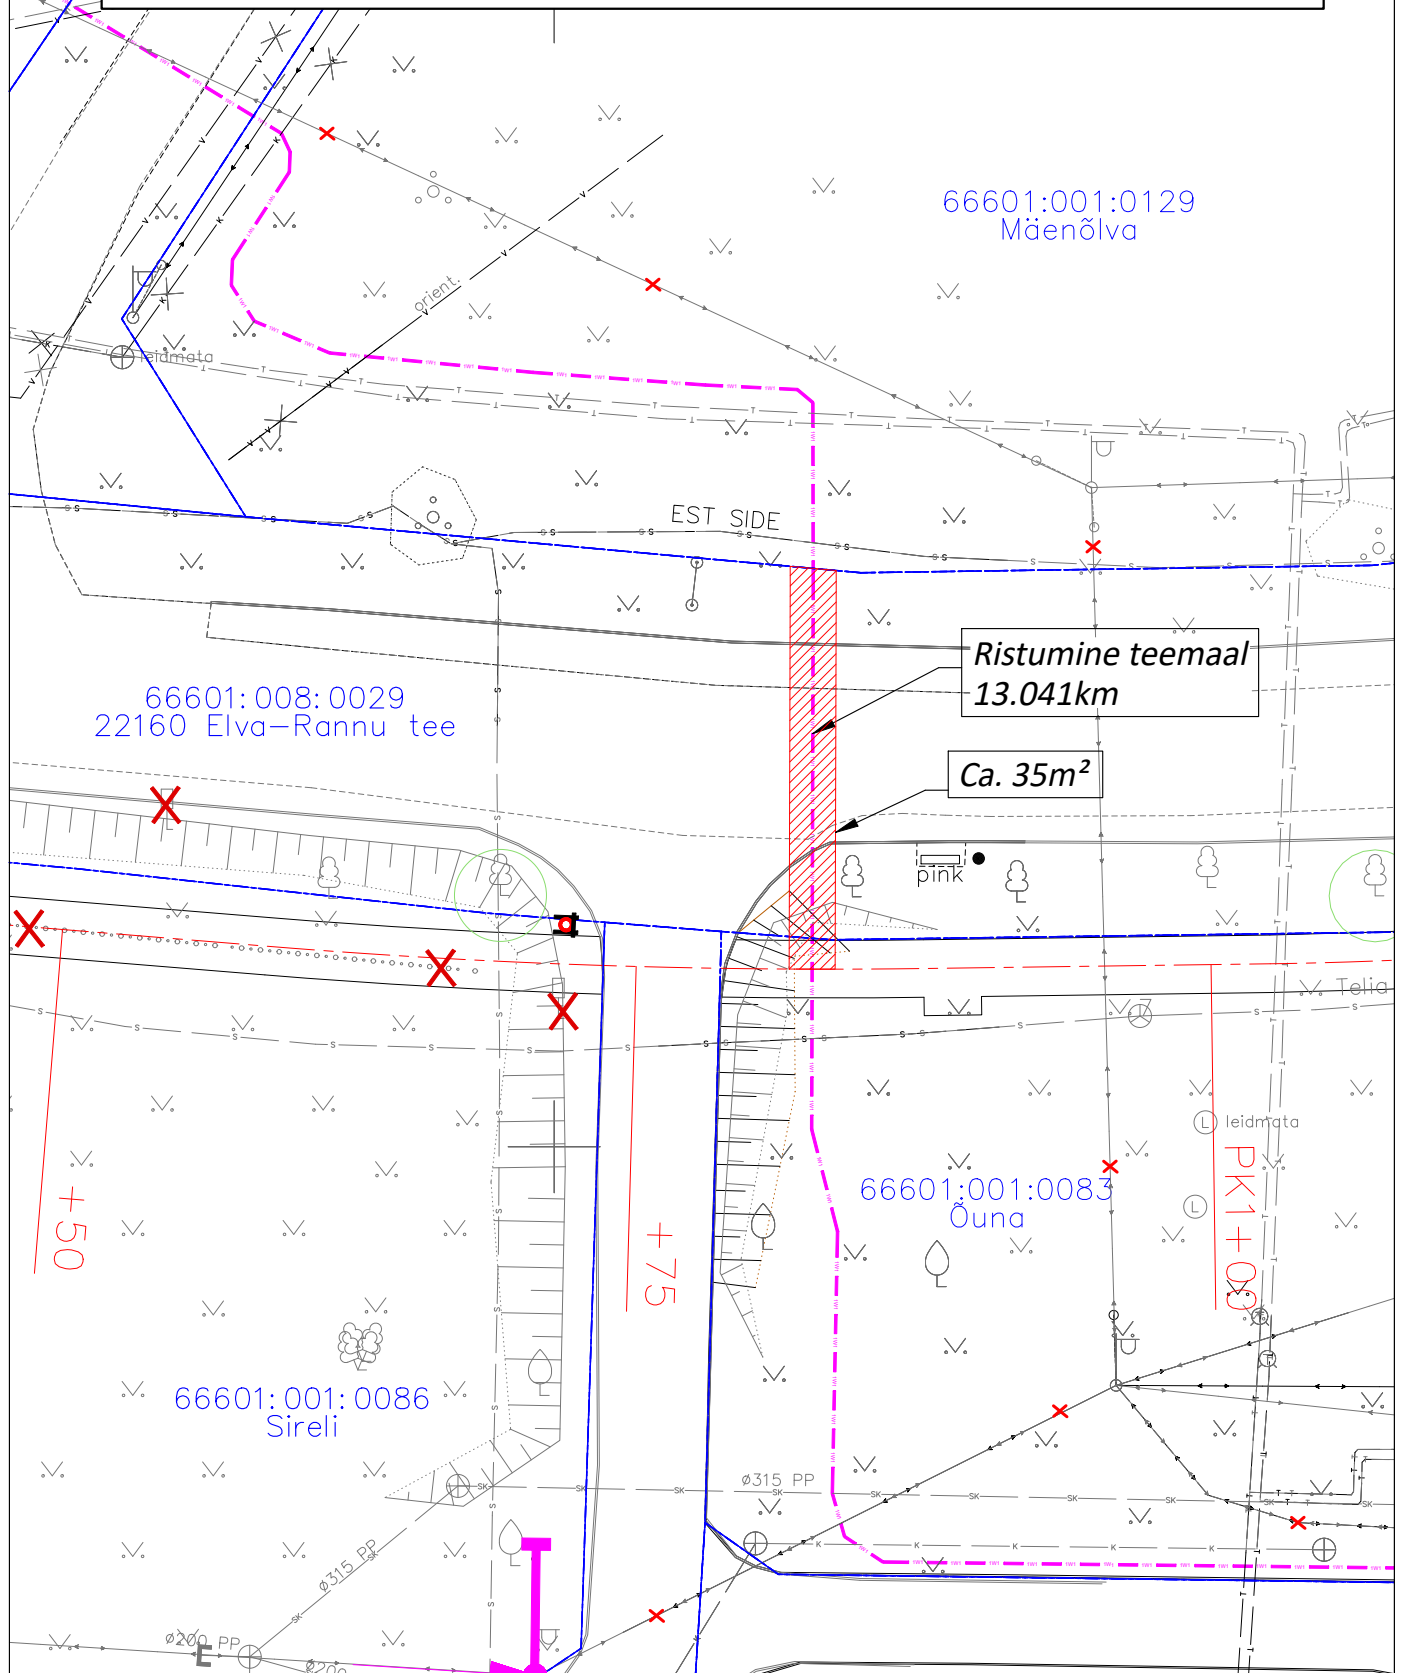 66601:001:0129
Mäenõlva
orient.
leidmata
EST SIDE
Ristumine teemaal
13.041km
66601:008:0029
22160 Elva-Rannu tee
Ca. 35m²
pink
Telia
7
leidmata
66601:001:0083
Õuna
+50
+75
PK1+00
66601:001:0086
Sireli
ø315 PP
ø315 PP
ø200 PP
E
ø200